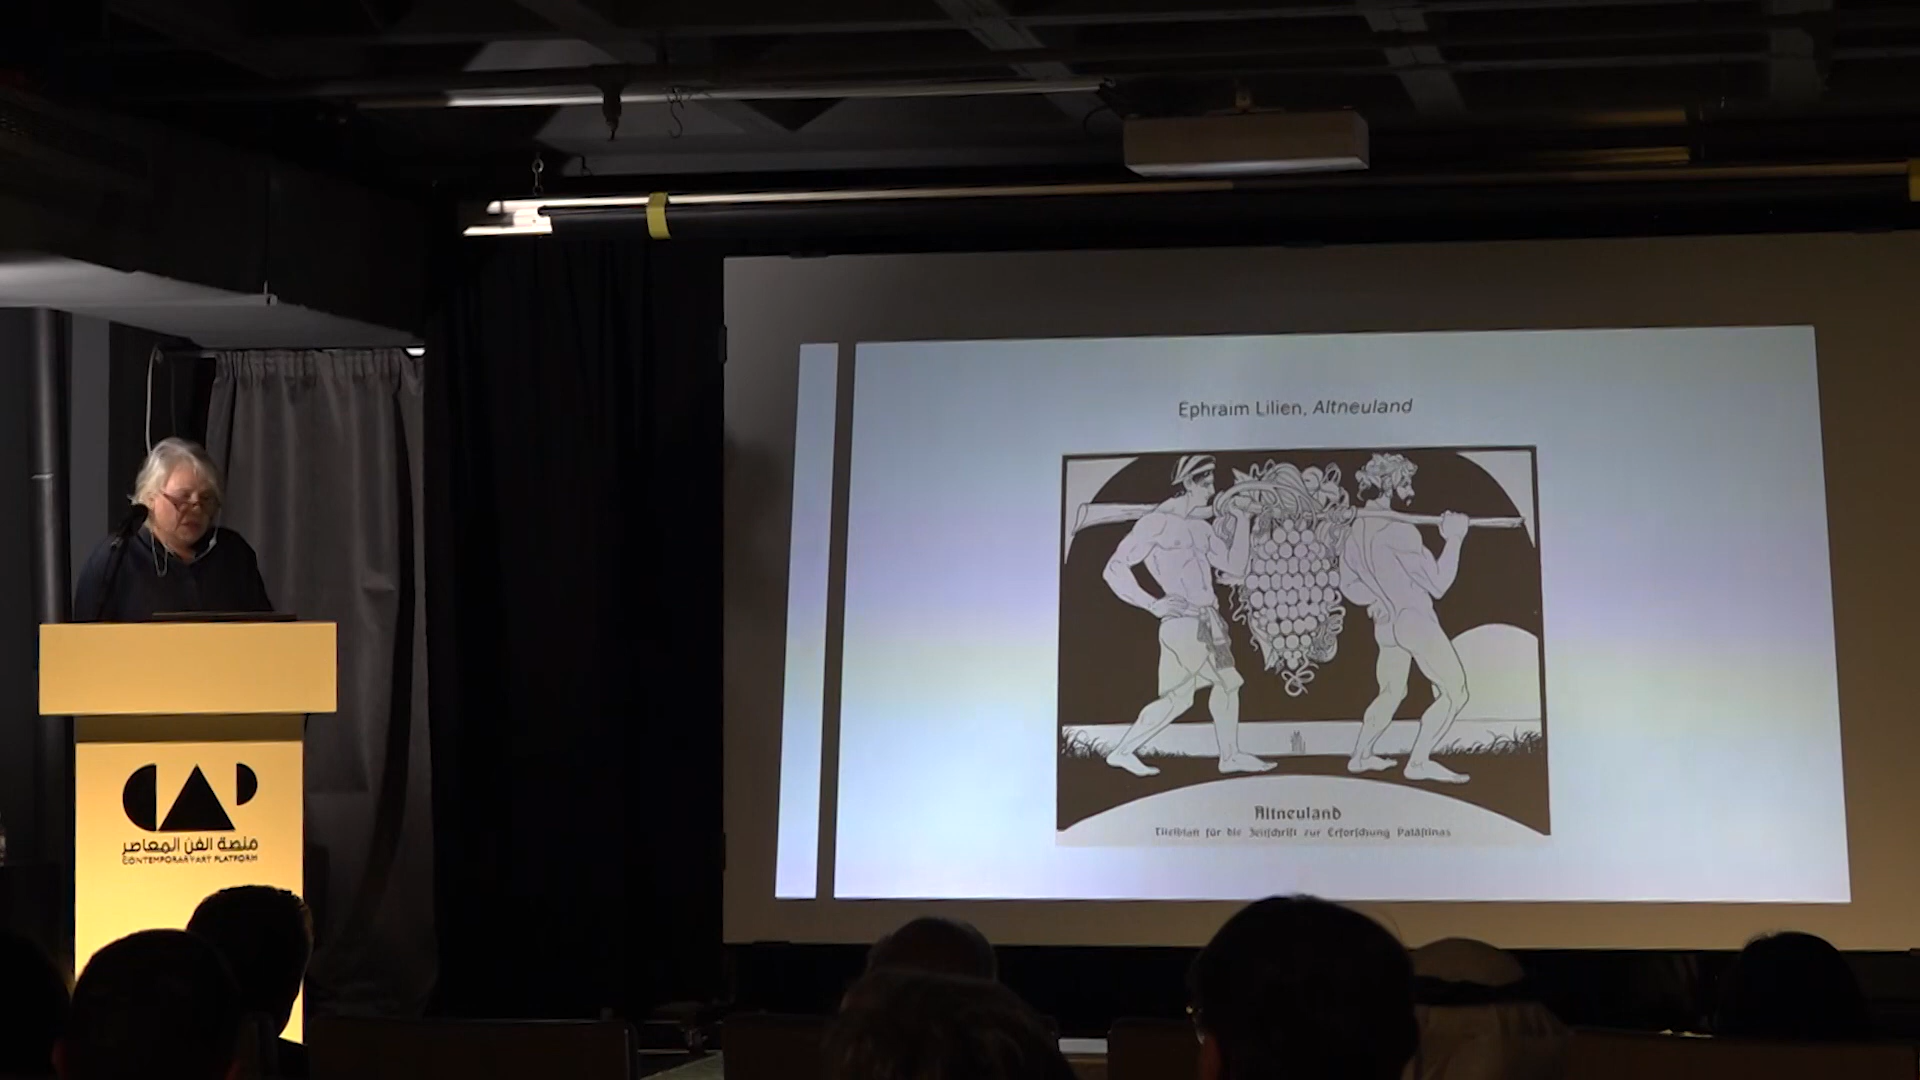 Ephraim Lilien, Altneuland
Altneuland
Titelblatt für die Zeitschrift zur Erforschung Palästinas
منصة الفن المعاصر
CONTEMPORARY ART PLATFORM